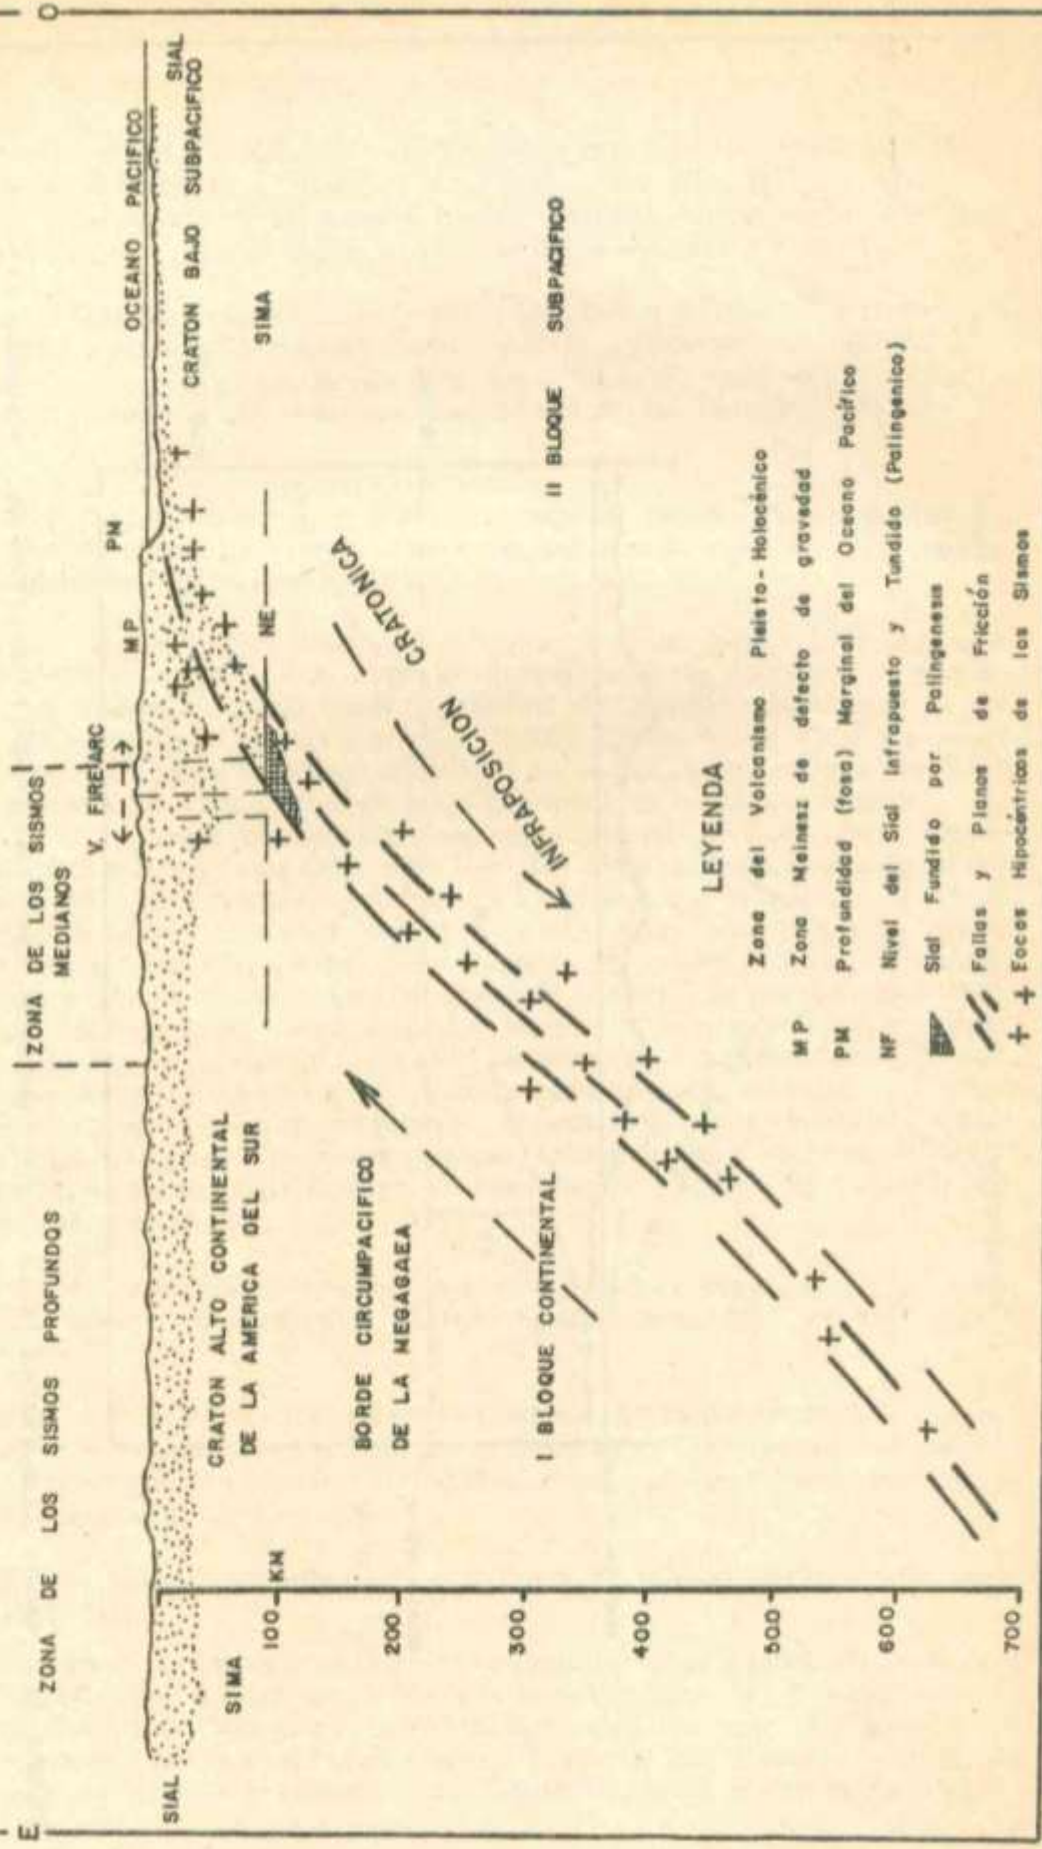 E
O
ZONA DE LOS SISMOS PROFUNDOS
ZONA DE LOS SISMOS
MEDIANOS
V. FIRE ARC
MP
PM
OCEANO PACIFICO
SIAL
SIAL
CRATON BAJO SUBPACIFICO
SIMA
CRATON ALTO CONTINENTAL
DE LA AMERICA DEL SUR
NE
SIMA
KM
100
200
300
400
500
600
700
BORDE CIRCUMPACIFICO
DE LA MEGAGAEA
INFRAPOSICION CRATONICA
I BLOQUE CONTINENTAL
II BLOQUE SUBPACIFICO
LEYENDA
Zona del Volcanismo Pleisto-Holocénico
MP Zona Meinesz de defecto de gravedad
PM Profundidad (fosa) Marginal del Oceano Pacífico
NF Nivel del Sial Infrapuesto y Tundido (Palingenico)
Sial Fundido por Palingenesis
Fallas y Planos de Fricción
Focos Hipocéntricos de los Sismos